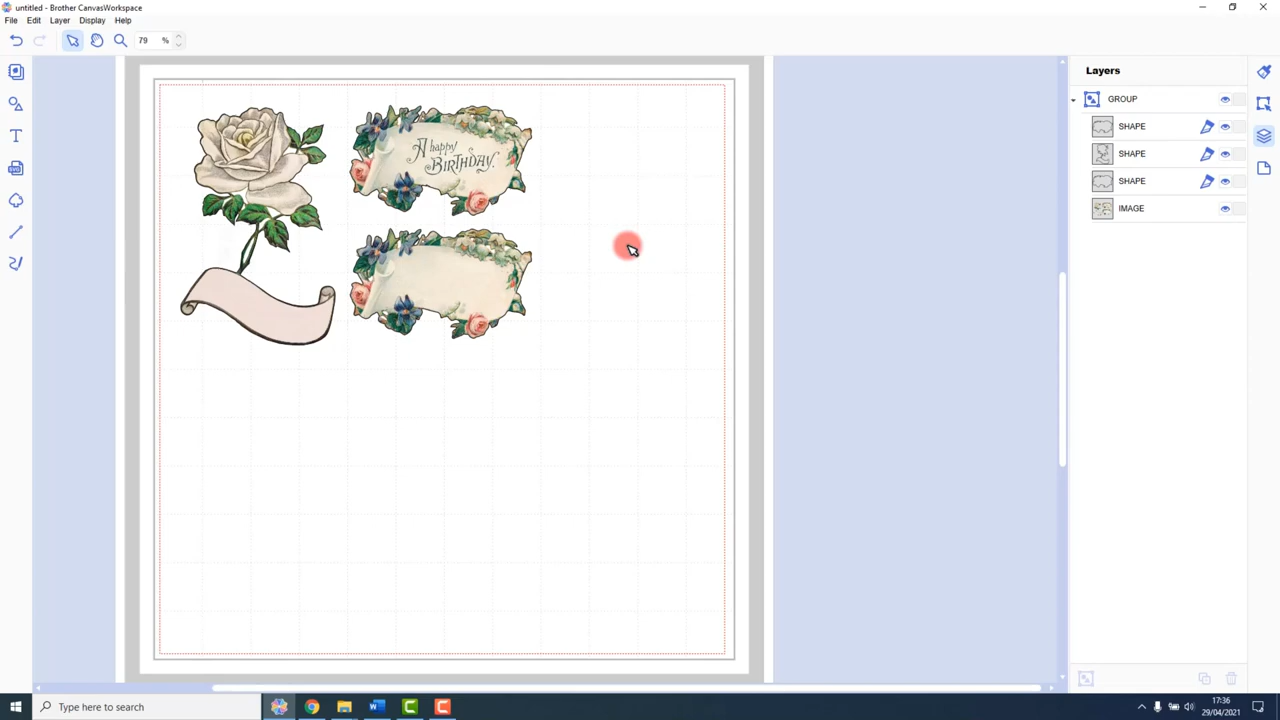 untitled - Brother CanvasWorkspace
File Edit Layer Display Help
79 %
Layers
GROUP
SHAPE
SHAPE
SHAPE
IMAGE
A happy
BIRTHDAY.
Type here to search
17:36
29/04/2021